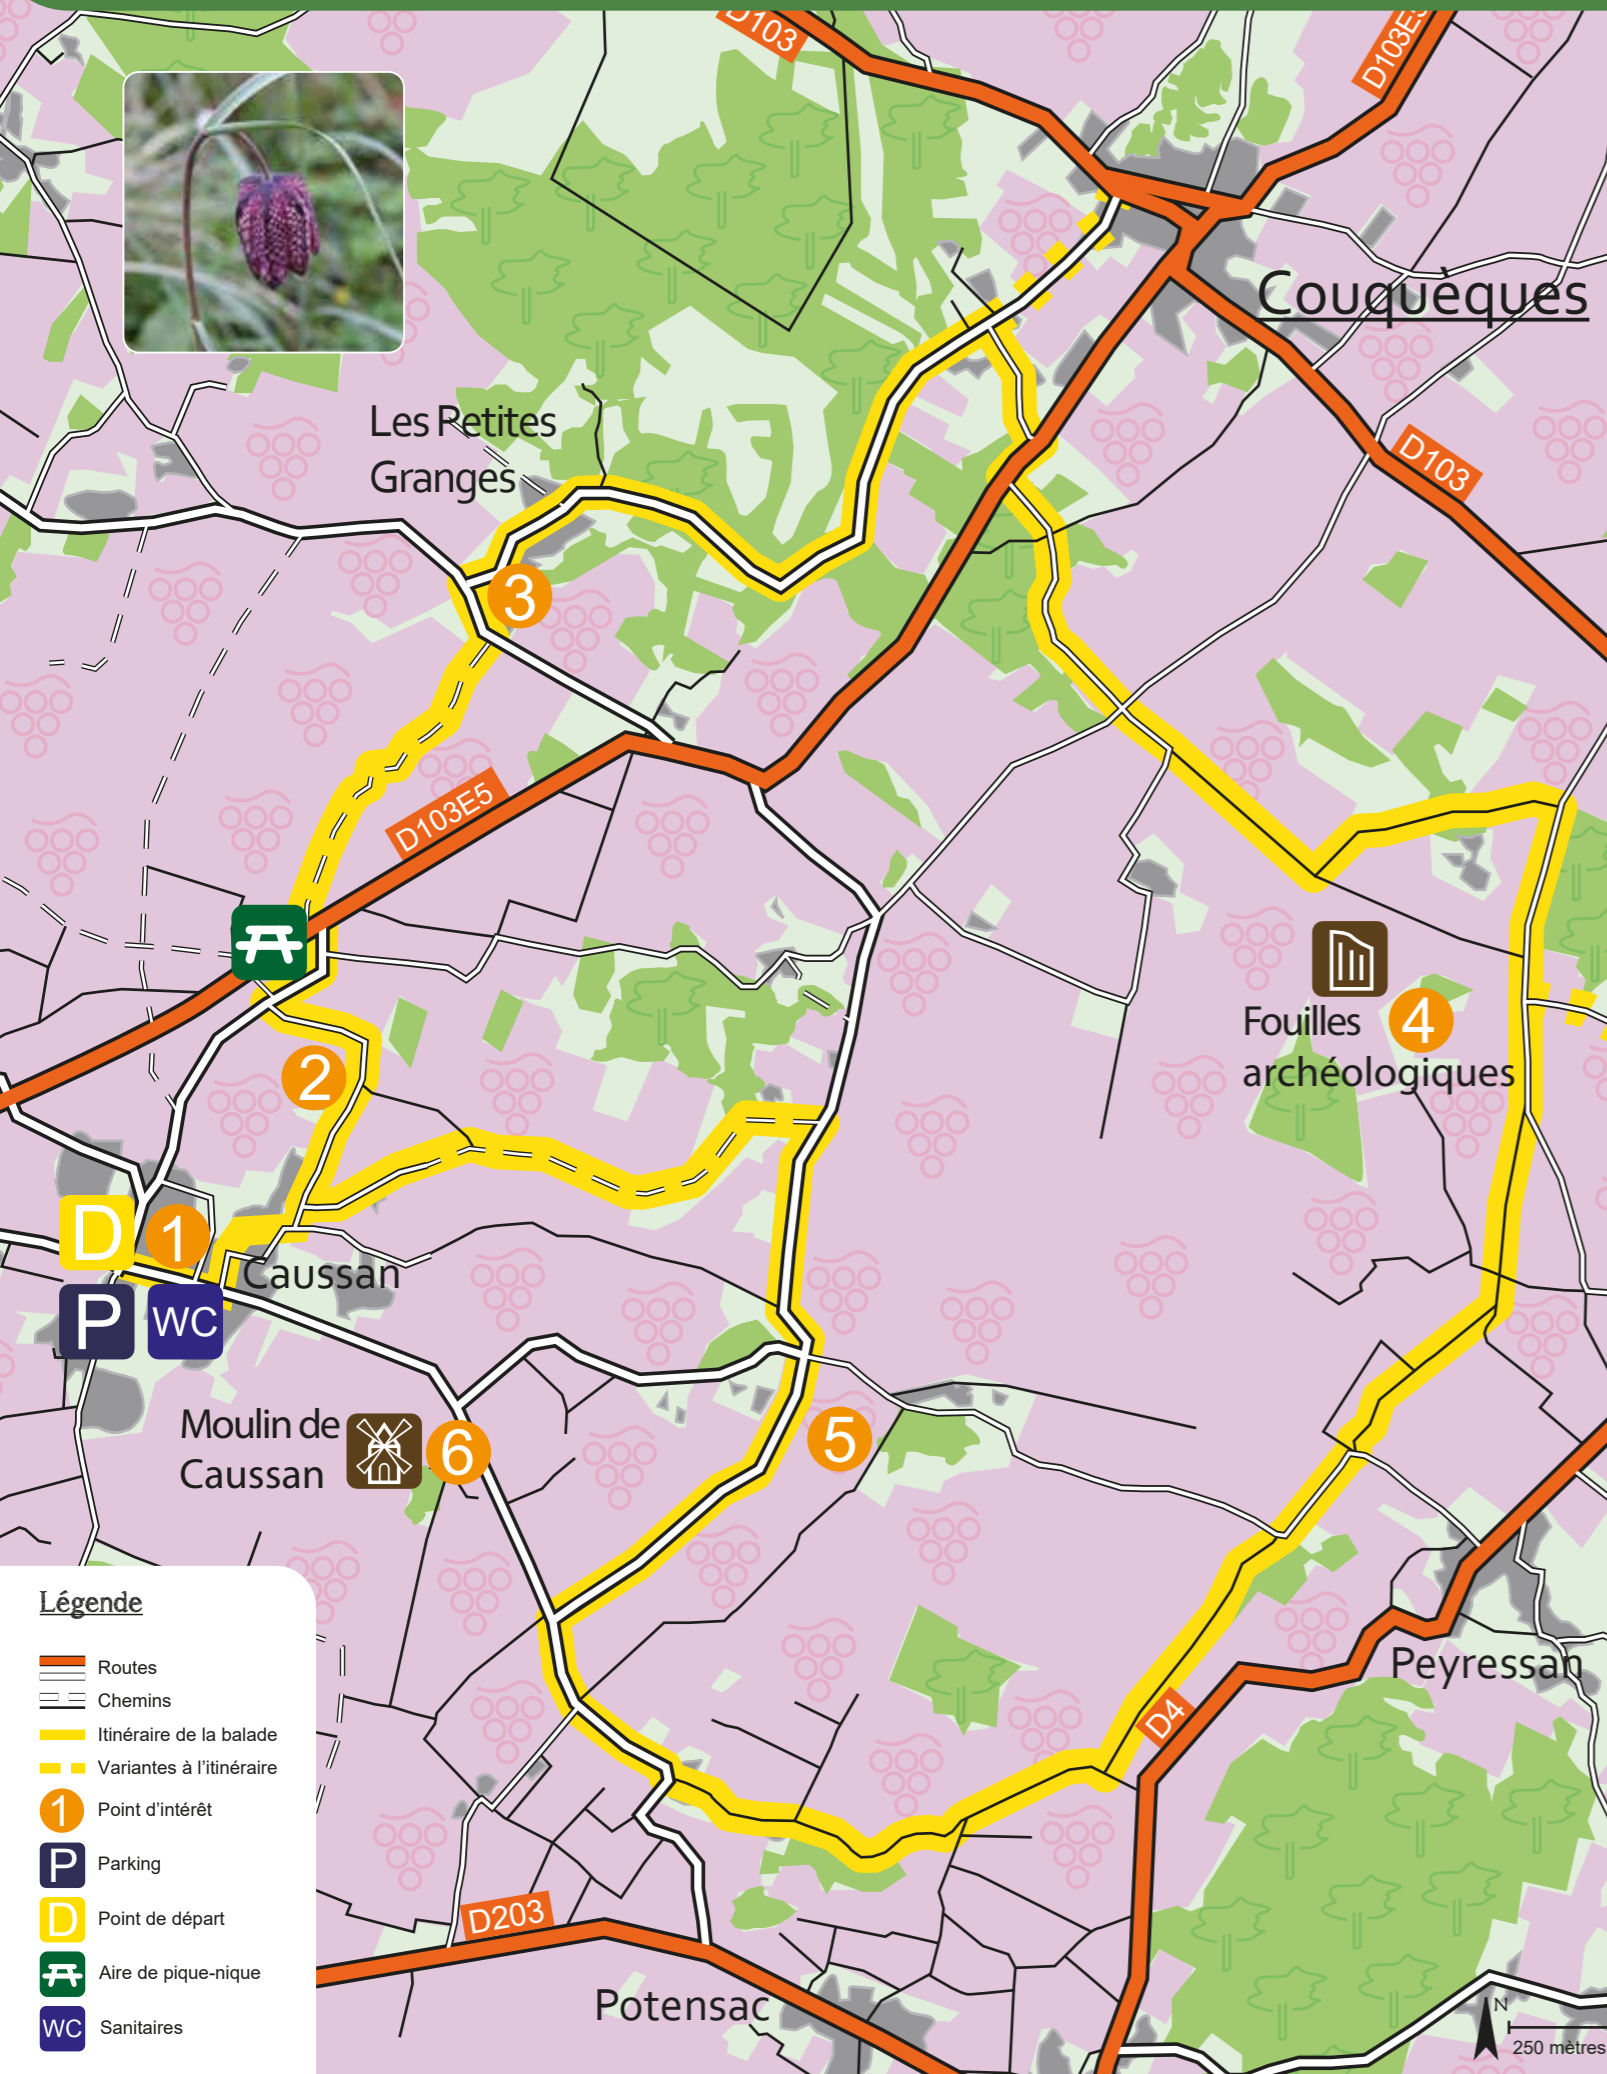 D103
D103E5
Couquèques
Les Petites
Granges
D103
3
D103E5
Fouilles
archéologiques
4
2
D
1
Caussan
P
WC
Moulin de
Caussan
6
5
Légende
Routes
Chemins
Itinéraire de la balade
Variantes à l'itinéraire
1
Point d'intérêt
P
Parking
D
Point de départ
Aire de pique-nique
WC
Sanitaires
Peyressan
D4
D203
Potensac
N
250 mètres